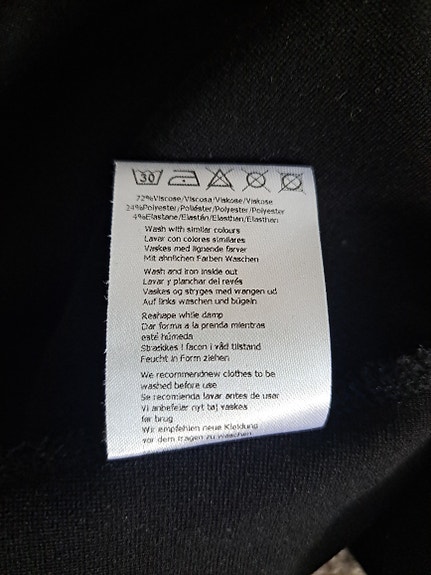 30
72%Viscose/Viscosa/Viskose/Viskose
24%Polyester/Poliéster/Polyester/Polyester
4%Elastane/Elastán/Elasthan/Elasthan
Wash with similar colours
Lavar con colores similares
Vaskes med lignende farver
Mit ähnlichen Farben Waschen
Wash and iron inside out
Lavar y planchar del revés
Vaskes og stryges med vrangen ud
Auf links waschen und bügeln
Reshape while damp
Dar forma a la prenda mientras
esté húmeda
Strækkes i facon i våd tilstand
Feucht in Form ziehen
We recommendnew clothes to be
washed before use
Se recomienda lavar antes de usar
Vi anbefaler nyt tøj vaskes
før brug
Wir empfehlen neue Kleidung
vor dem tragen zu waschen